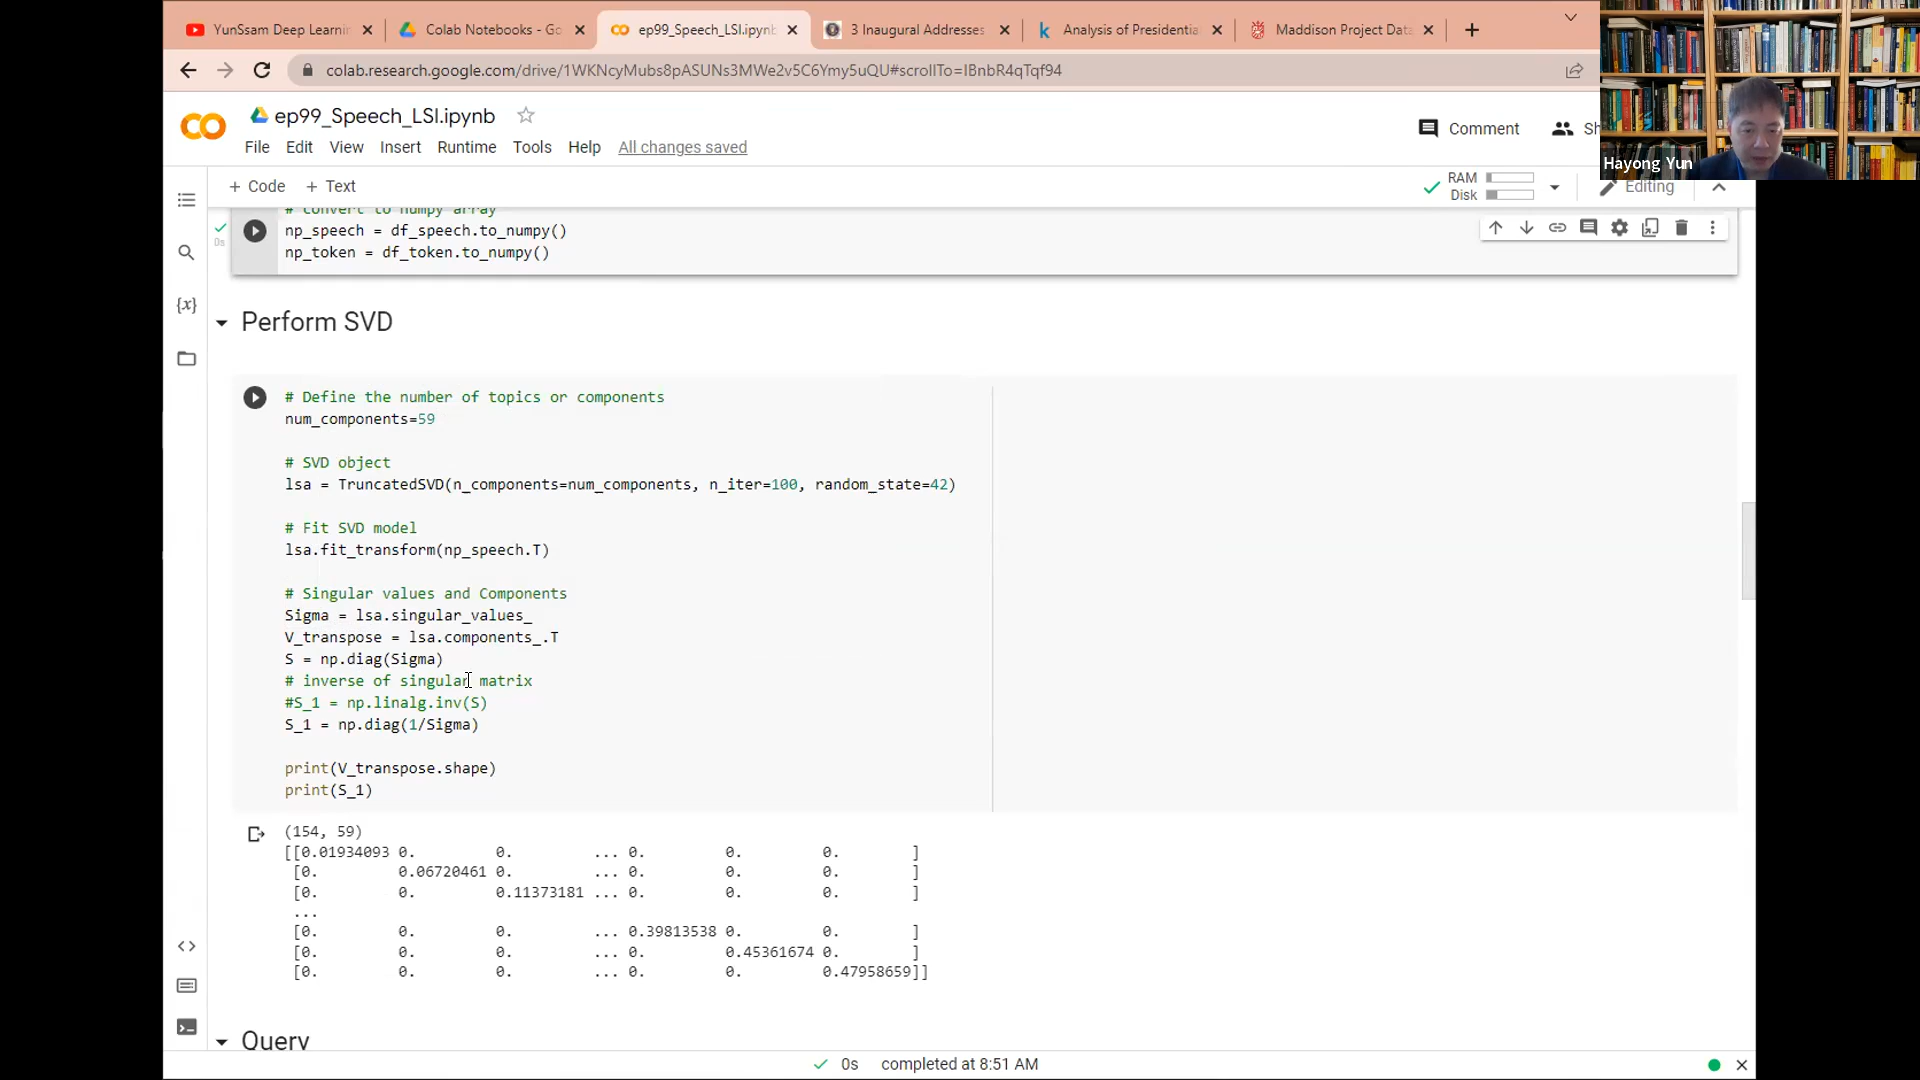 YunSsam Deep Learnin
Colab Notebooks - Go
ep99_Speech_LSI.ipynb
3 Inaugural Addresses
Analysis of Presidentia
Maddison Project Data
colab.research.google.com/drive/1WKNcyMubs8pASUNs3MWe2v5C6Ymy5uQU#scrollTo=IBnbR4qTqf94
ep99_Speech_LSI.ipynb
Comment
Sh
Hayong Yun
File Edit View Insert Runtime Tools Help All changes saved
+ Code + Text
RAM
Disk
Editing
# convert to numpy array
0s
np_speech = df_speech.to_numpy()
np_token = df_token.to_numpy()
{x}
Perform SVD
# Define the number of topics or components
num_components=59
# SVD object
lsa = TruncatedSVD(n_components=num_components, n_iter=100, random_state=42)
# Fit SVD model
lsa.fit_transform(np_speech.T)
# Singular values and Components
Sigma = lsa.singular_values_
V_transpose = lsa.components_.T
S = np.diag(Sigma)
# inverse of singular matrix
#S_1 = np.linalg.inv(S)
S_1 = np.diag(1/Sigma)
print(V_transpose.shape)
print(S_1)
(154, 59)
[[0.01934093 0. 0. ... 0. 0. 0. ]
[0. 0.06720461 0. ... 0. 0. 0. ]
[0. 0. 0.11373181 ... 0. 0. 0. ]
...
[0. 0. 0. ... 0.39813538 0. 0. ]
[0. 0. 0. ... 0. 0.45361674 0. ]
[0. 0. 0. ... 0. 0. 0.47958659]]
Query
0s completed at 8:51 AM